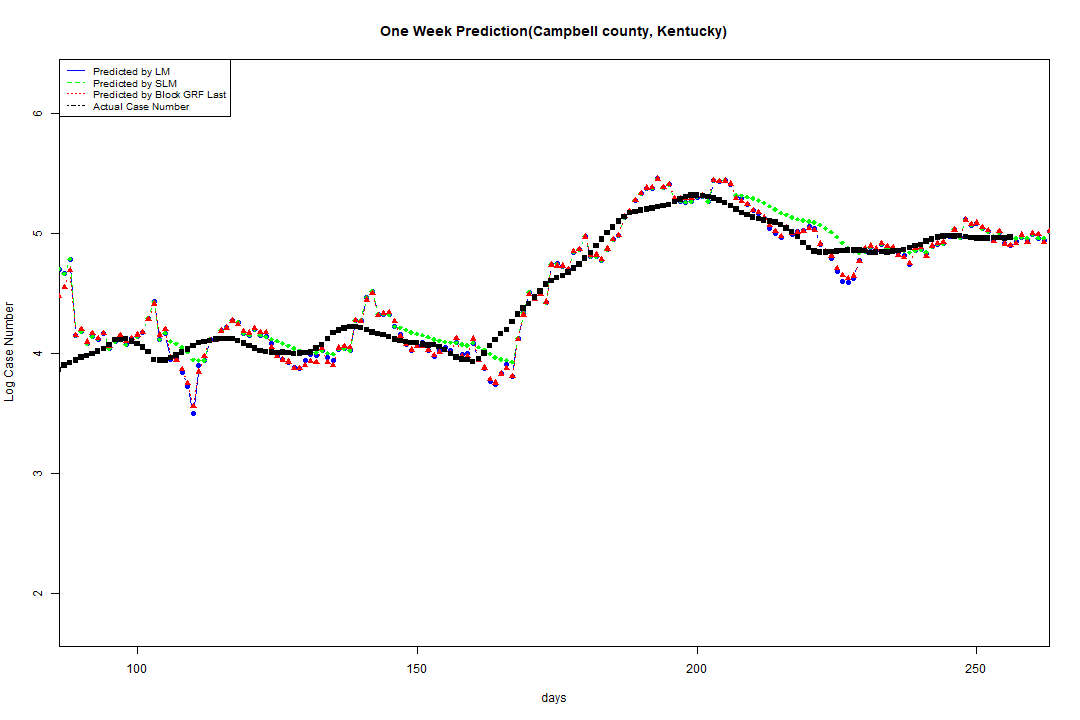 One Week Prediction(Campbell county, Kentucky)
Predicted by LM
Predicted by SLM
Predicted by Block GRF Last
Actual Case Number
6
5
4
3
2
Log Case Number
100 150 200 250
days